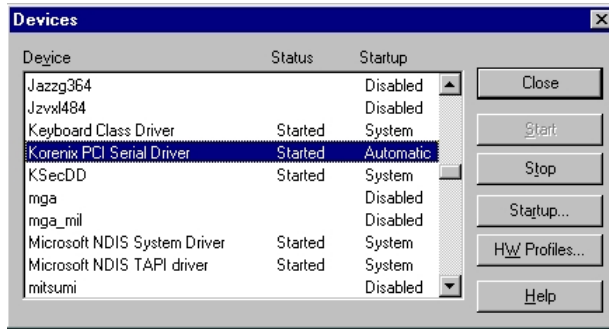 Devices
Device Status Startup
Jazzg364 Disabled
Jzvxl484 Disabled
Keyboard Class Driver Started System
Korenix PCI Serial Driver Started Automatic
KSecDD Started System
mga Disabled
mga_mil Disabled
Microsoft NDIS System Driver Started System
Microsoft NDIS TAPI driver Started System
mitsumi Disabled
Close
Start
Stop
Startup...
HW Profiles...
Help